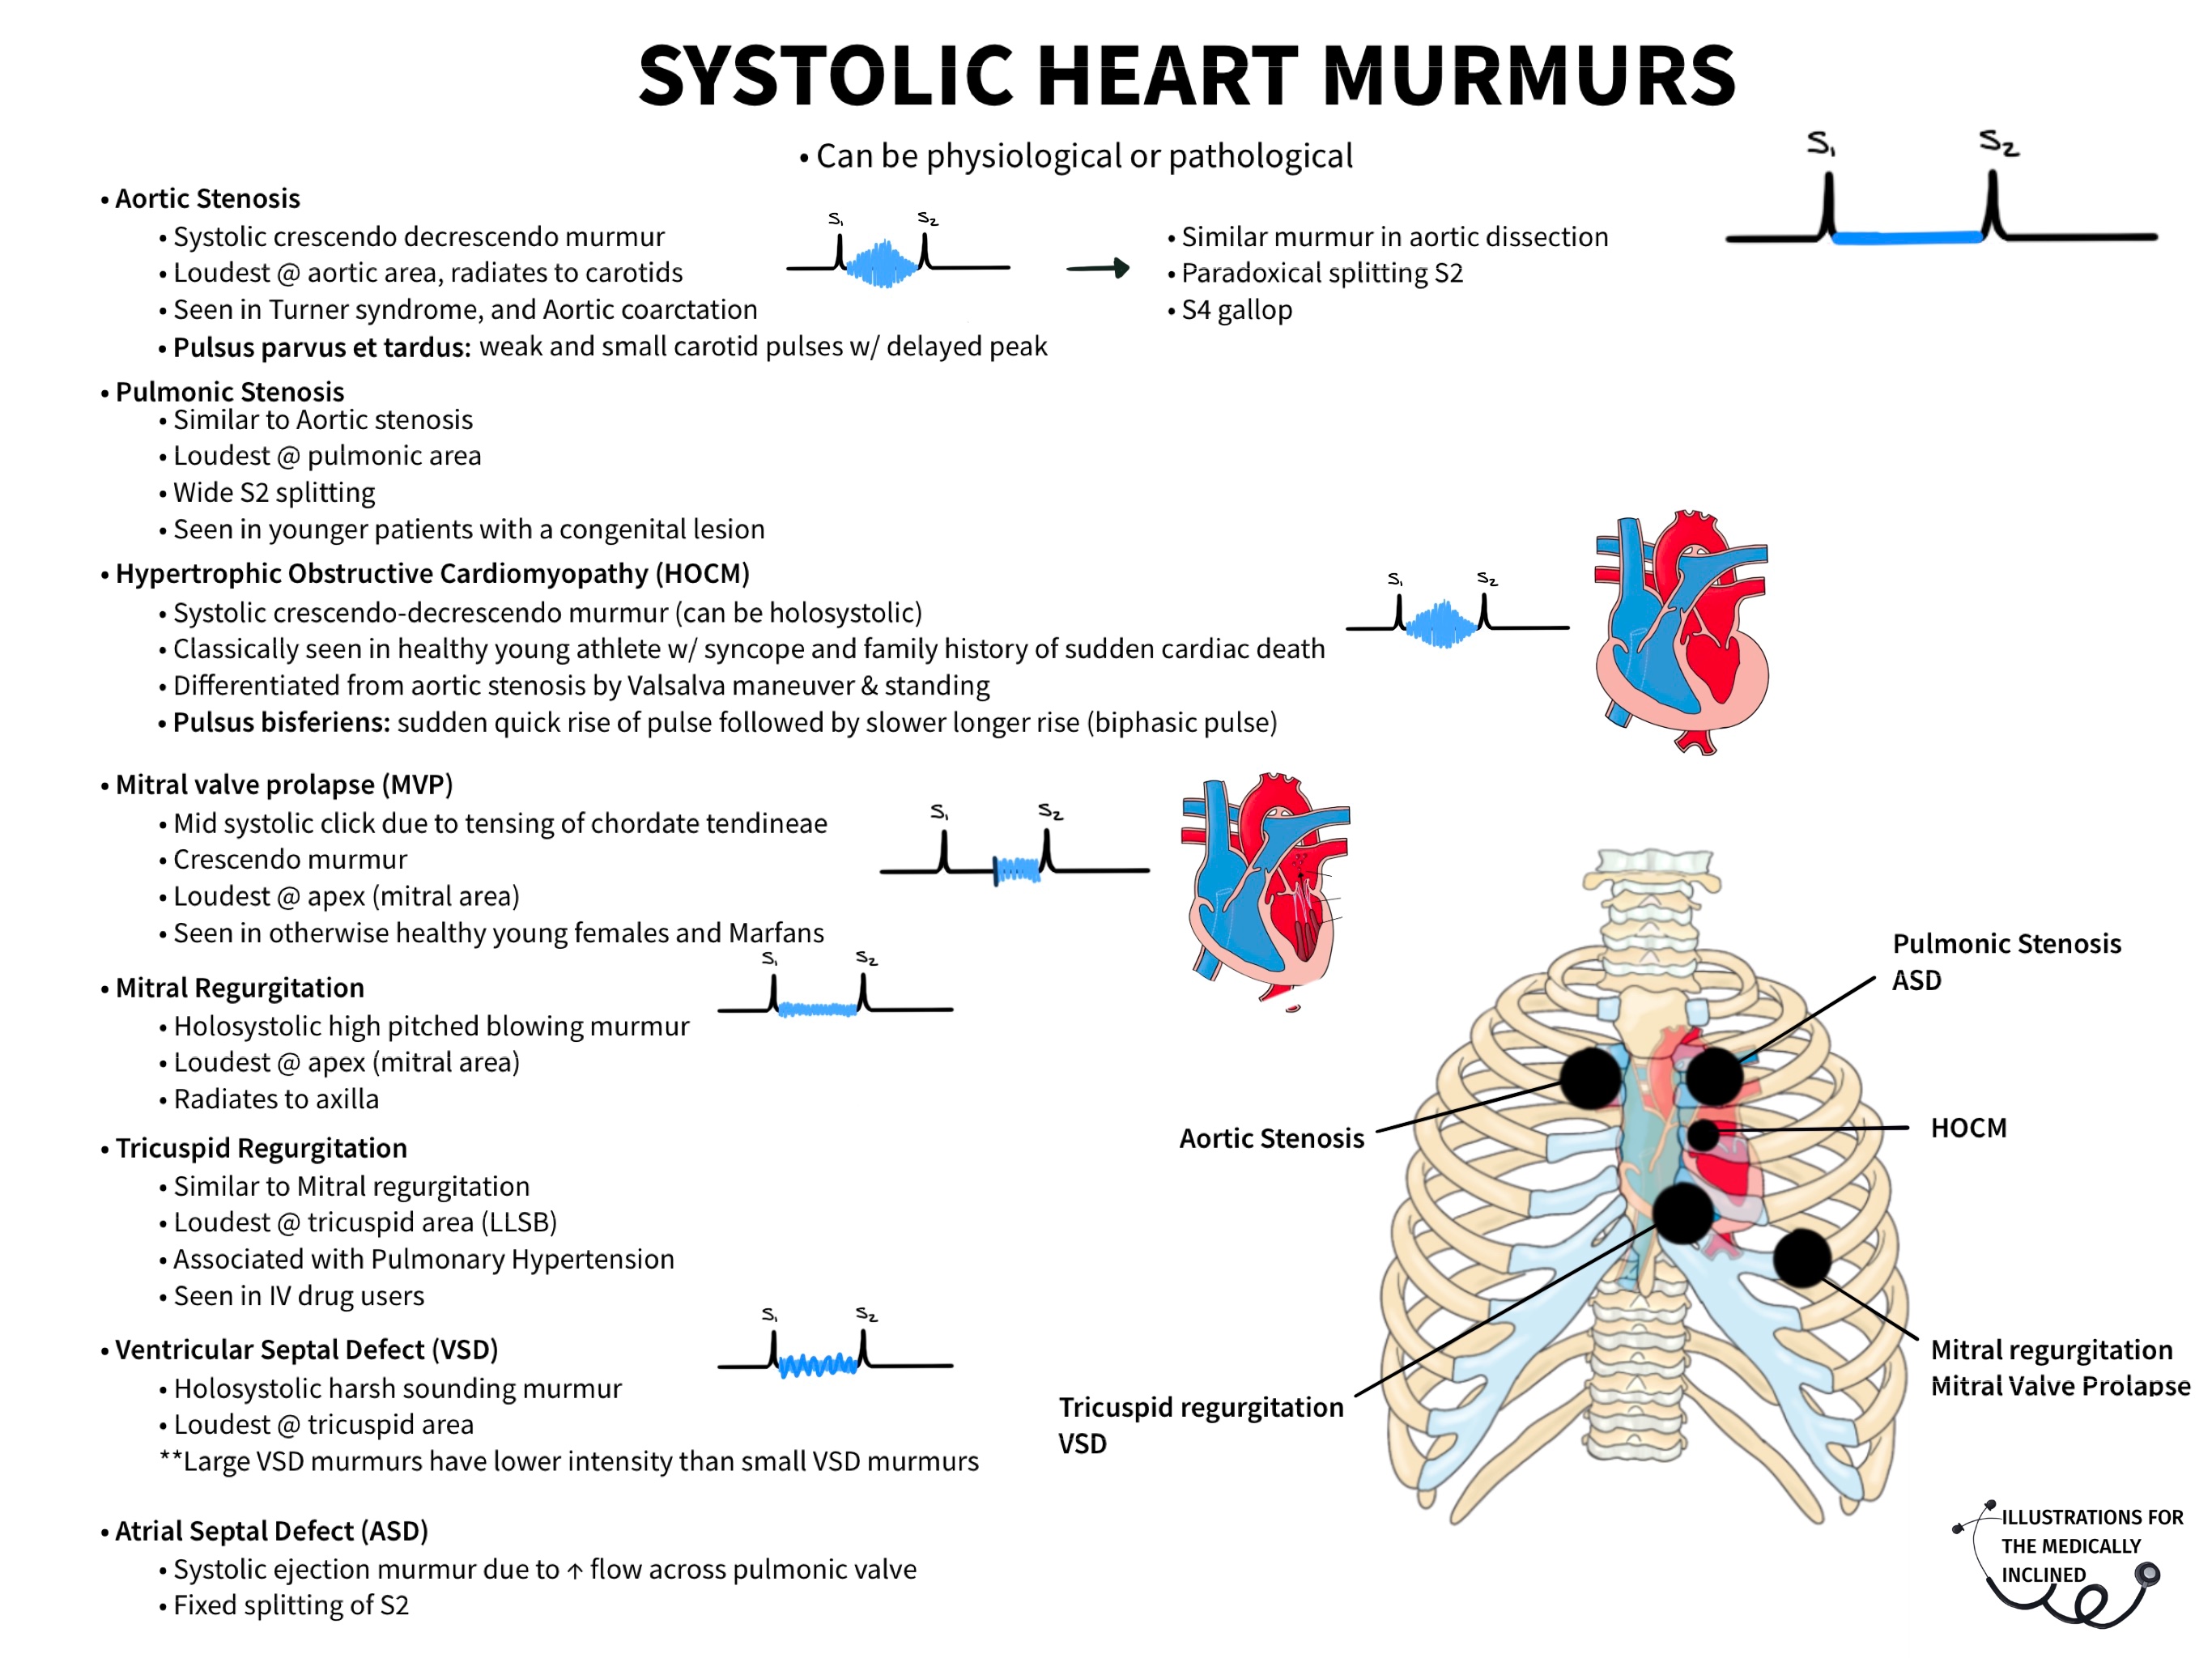 SYSTOLIC HEART MURMURS
• Can be physiological or pathological
S₁ S₂
• Aortic Stenosis
• Systolic crescendo decrescendo murmur
• Loudest @ aortic area, radiates to carotids
• Seen in Turner syndrome, and Aortic coarctation
• Pulsus parvus et tardus: weak and small carotid pulses w/ delayed peak
S₁ S₂
• Similar murmur in aortic dissection
• Paradoxical splitting S2
• S4 gallop
• Pulmonic Stenosis
• Similar to Aortic stenosis
• Loudest @ pulmonic area
• Wide S2 splitting
• Seen in younger patients with a congenital lesion
• Hypertrophic Obstructive Cardiomyopathy (HOCM)
• Systolic crescendo-decrescendo murmur (can be holosystolic)
• Classically seen in healthy young athlete w/ syncope and family history of sudden cardiac death
• Differentiated from aortic stenosis by Valsalva maneuver & standing
• Pulsus bisferiens: sudden quick rise of pulse followed by slower longer rise (biphasic pulse)
S₁ S₂
• Mitral valve prolapse (MVP)
• Mid systolic click due to tensing of chordate tendineae
• Crescendo murmur
• Loudest @ apex (mitral area)
• Seen in otherwise healthy young females and Marfans
S₁ S₂
• Mitral Regurgitation
• Holosystolic high pitched blowing murmur
• Loudest @ apex (mitral area)
• Radiates to axilla
S₁ S₂
• Tricuspid Regurgitation
• Similar to Mitral regurgitation
• Loudest @ tricuspid area (LLSB)
• Associated with Pulmonary Hypertension
• Seen in IV drug users
• Ventricular Septal Defect (VSD)
• Holosystolic harsh sounding murmur
• Loudest @ tricuspid area
**Large VSD murmurs have lower intensity than small VSD murmurs
S₁ S₂
• Atrial Septal Defect (ASD)
• Systolic ejection murmur due to ↑ flow across pulmonic valve
• Fixed splitting of S2
Pulmonic Stenosis
ASD
Aortic Stenosis
HOCM
Tricuspid regurgitation
VSD
Mitral regurgitation
Mitral Valve Prolapse
ILLUSTRATIONS FOR
THE MEDICALLY
INCLINED